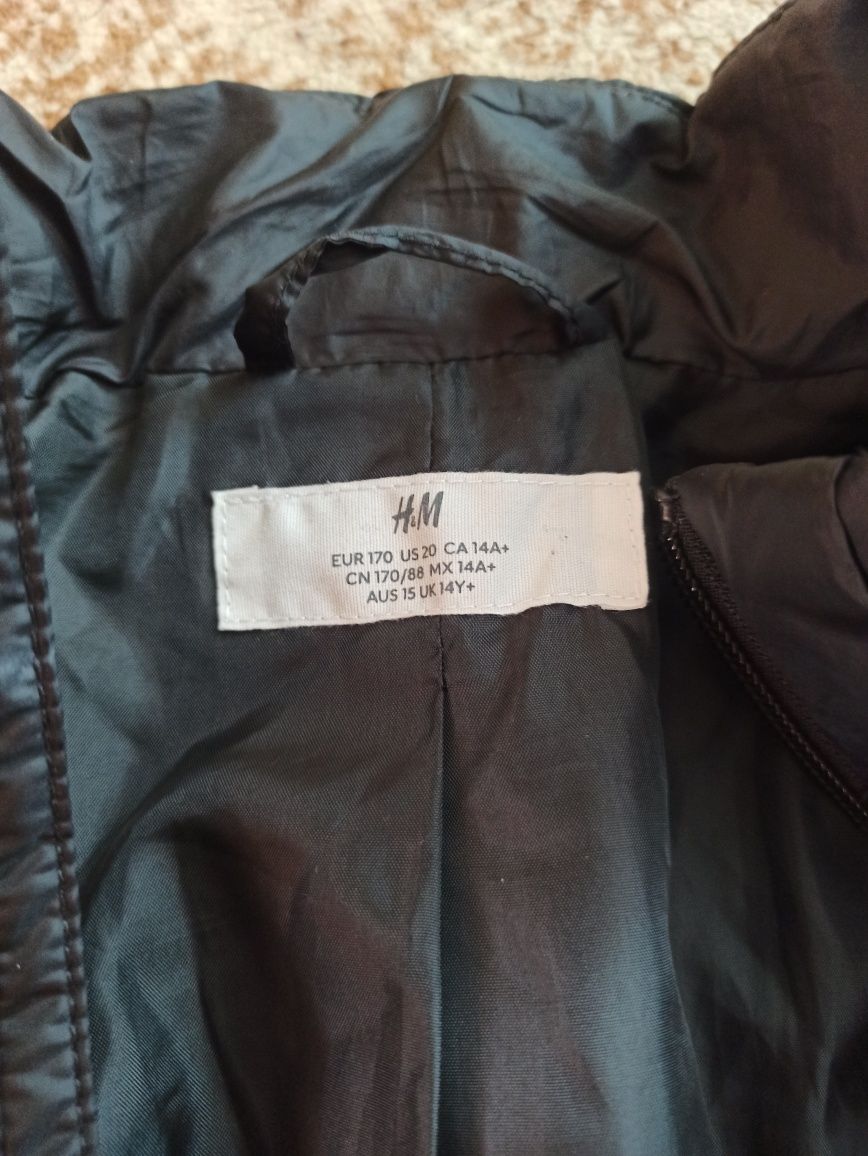 H&M
EUR 170 US 20 CA 14A+
CN 170/88 MX 14A+
AUS 15 UK 14Y+